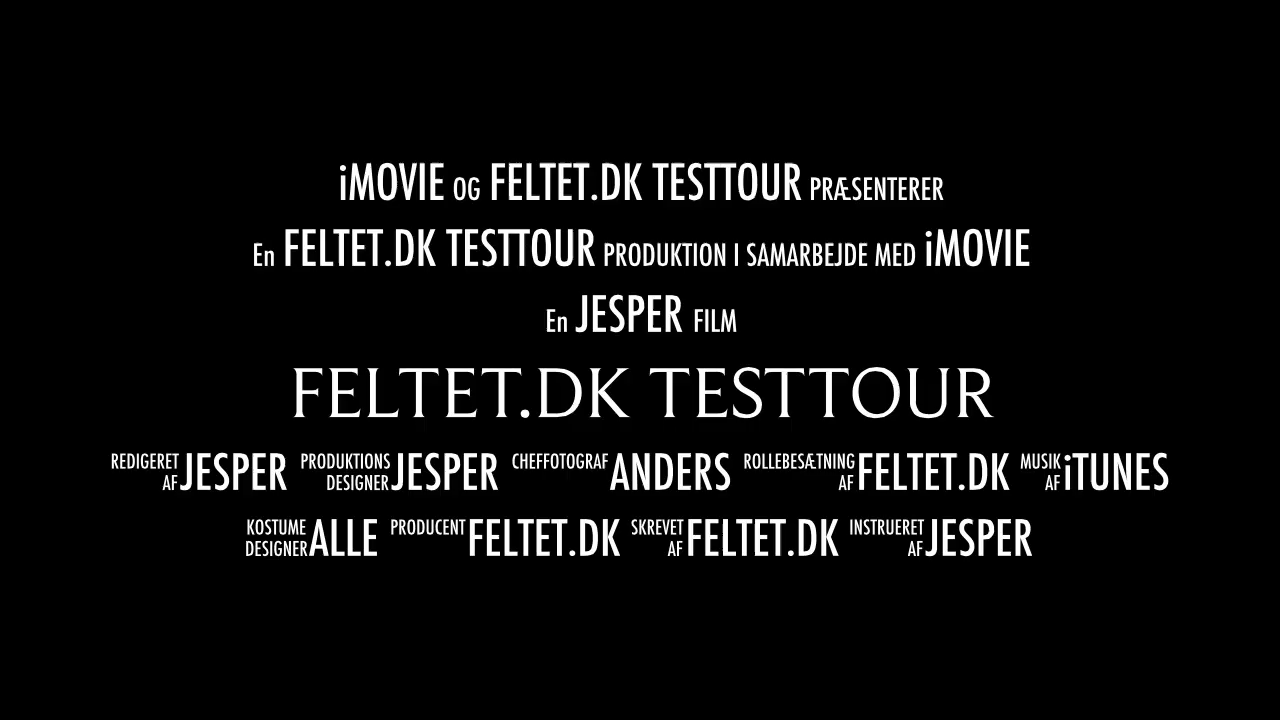 iMOVIE OG FELTET.DK TESTTOUR PRÆSENTERER
En FELTET.DK TESTTOUR PRODUKTION I SAMARBEJDE MED iMOVIE
En JESPER FILM
FELTET.DK TESTTOUR
REDIGERET AF JESPER PRODUKTIONS DESIGNER JESPER CHEFFOTOGRAF ANDERS ROLLEBESÆTNING AF FELTET.DK MUSIK AF iTUNES
KOSTUME DESIGNER ALLE PRODUCENT FELTET.DK SKREVET AF FELTET.DK INSTRUERET AF JESPER